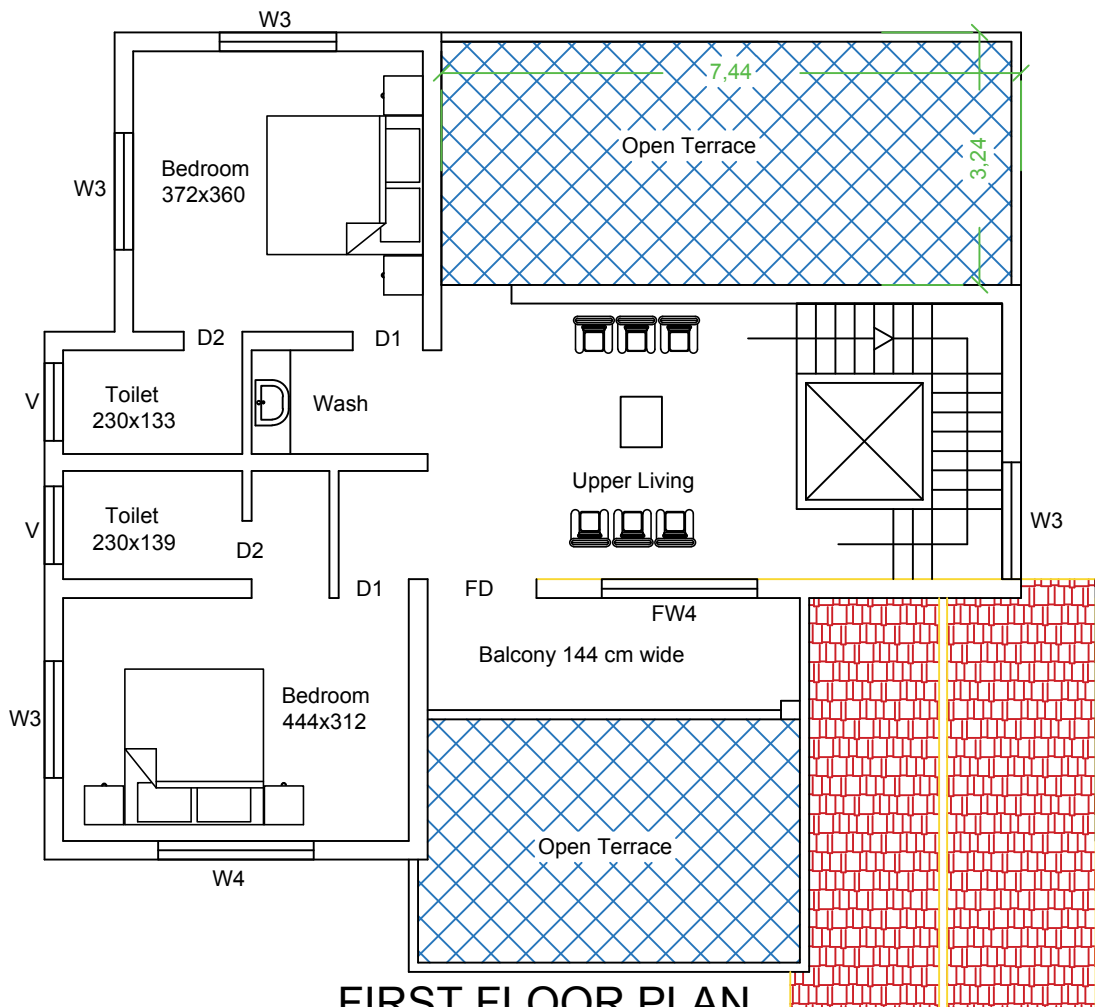 W3
7,44
Open Terrace
3,24
Bedroom
372x360
W3
D2
D1
V
Toilet
230x133
Wash
Upper Living
V
Toilet
230x139
D2
W3
D1
FD
FW4
Balcony 144 cm wide
Bedroom
444x312
W3
Open Terrace
W4
FIRST FLOOR PLAN